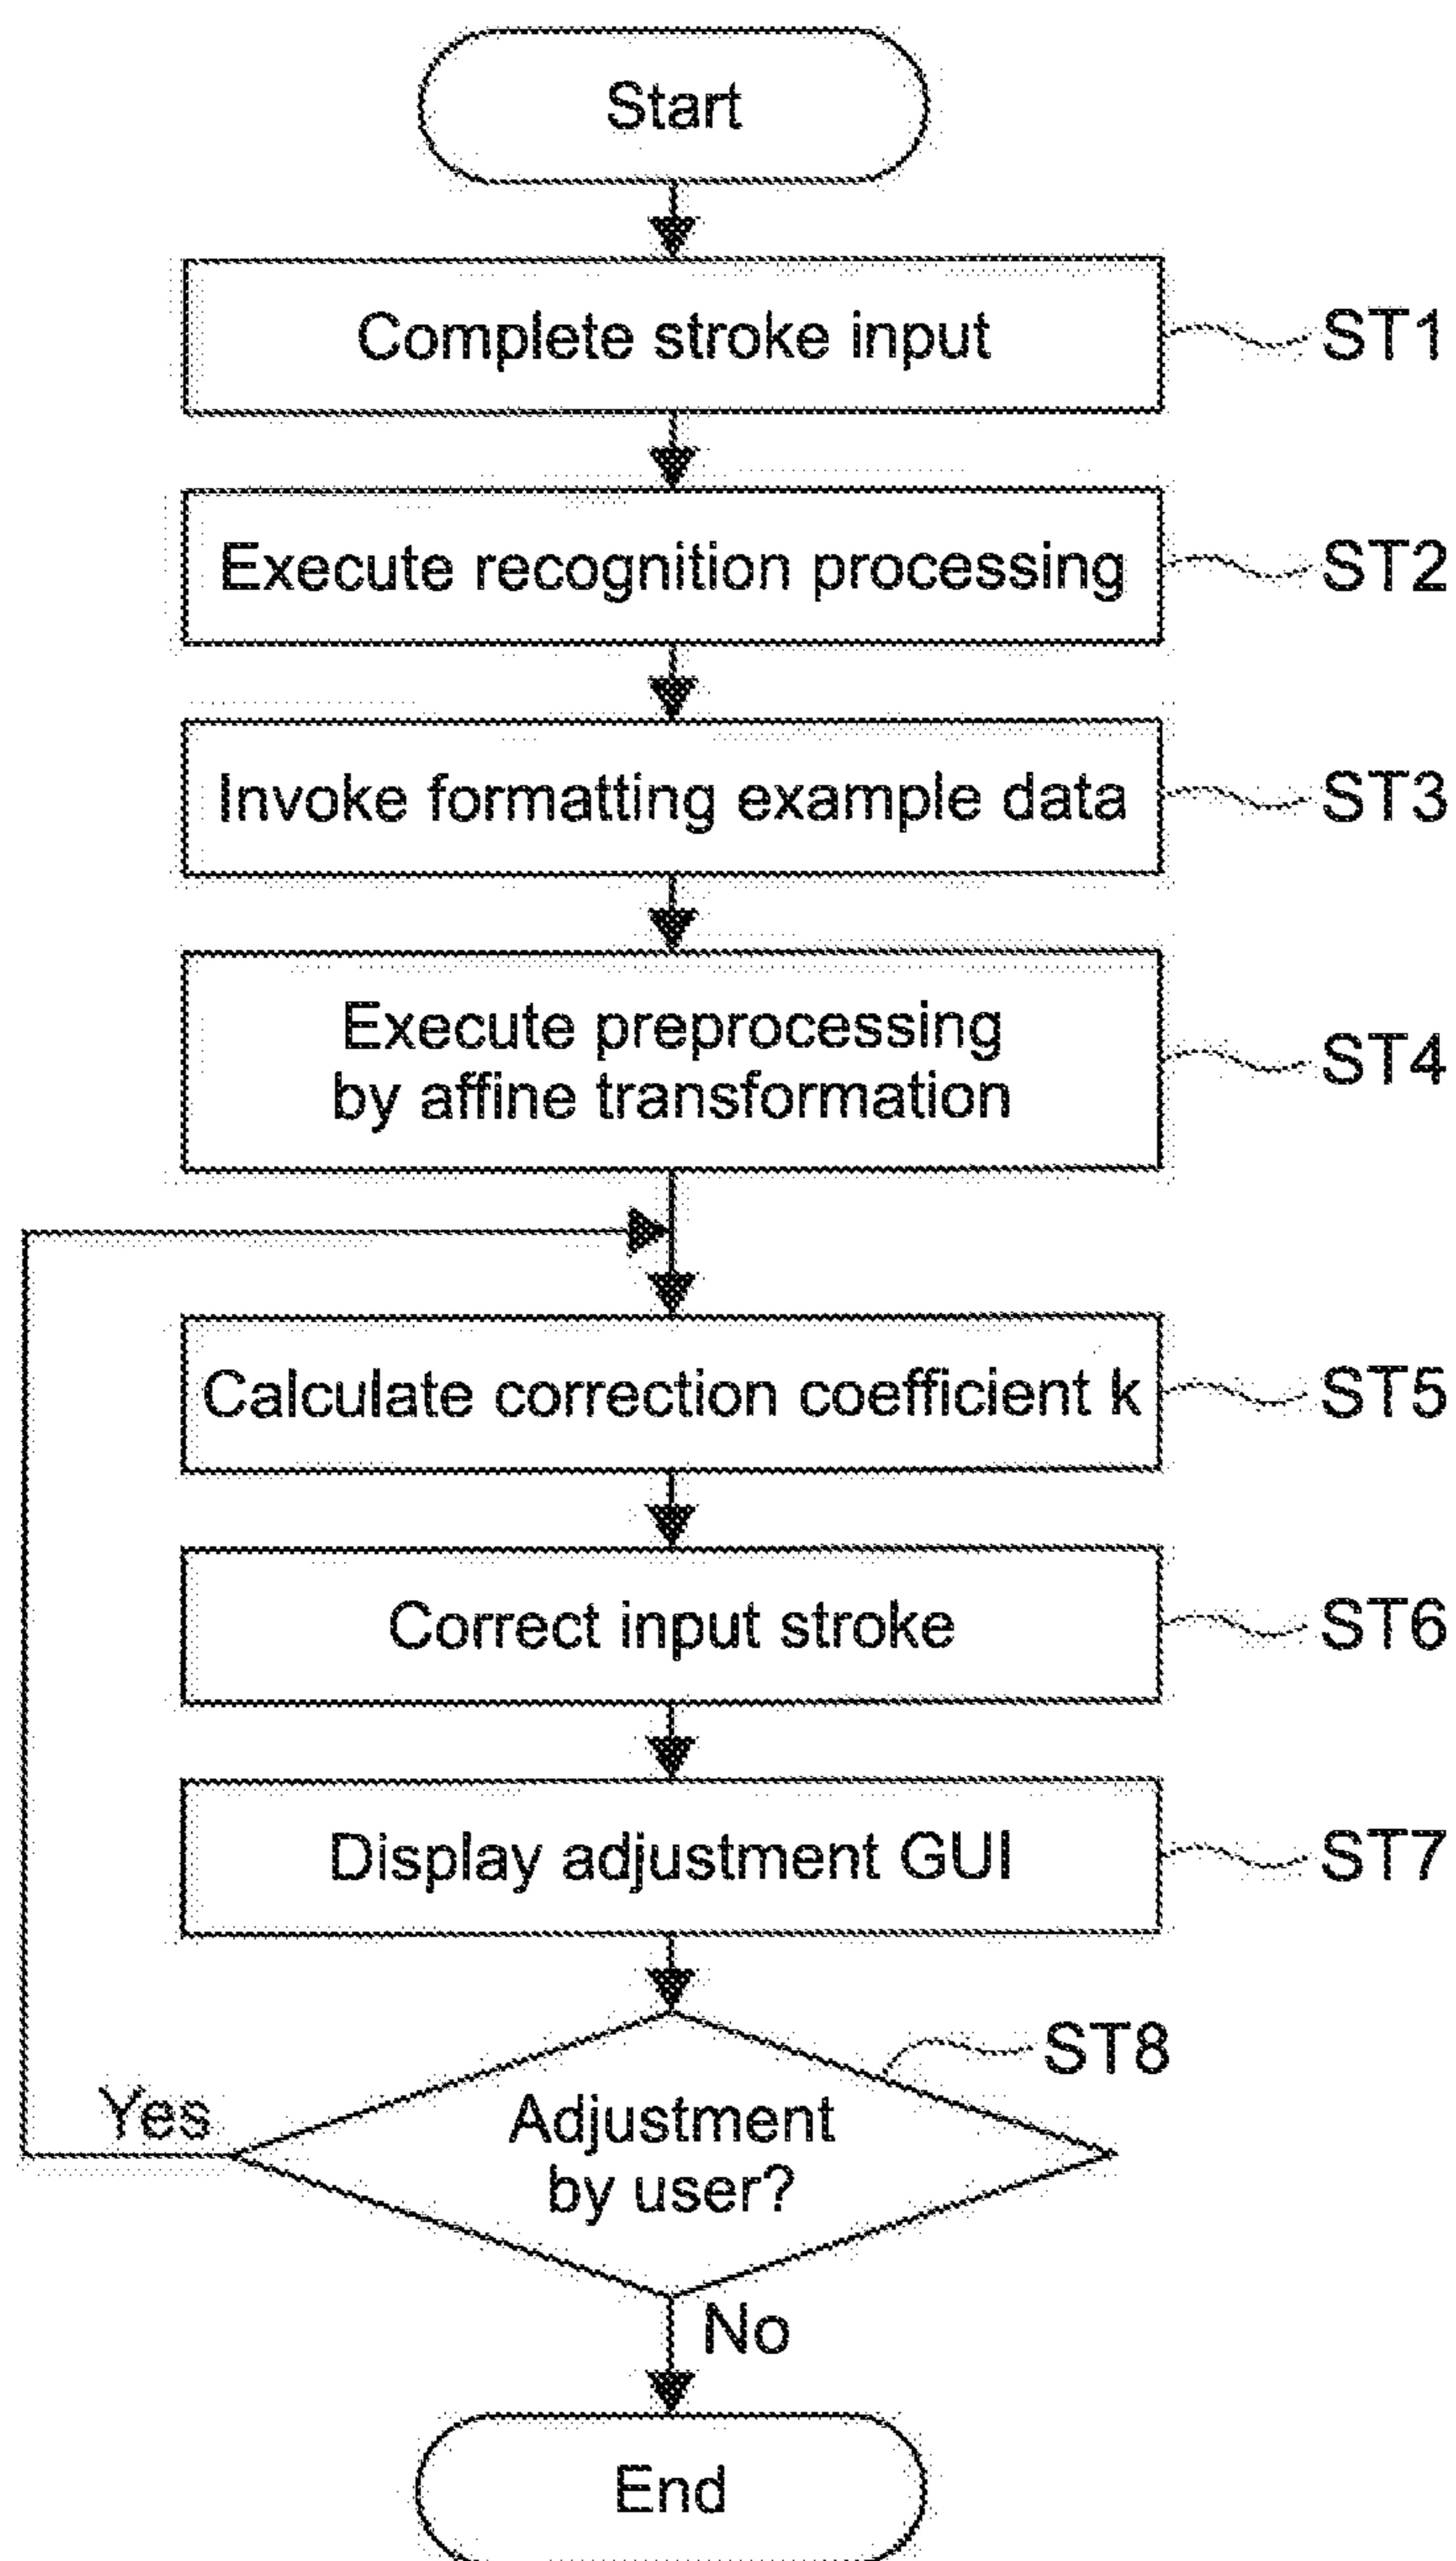 Start
Complete stroke input
ST1
Execute recognition processing
ST2
Invoke formatting example data
ST3
Execute preprocessing
by affine transformation
ST4
Calculate correction coefficient k
ST5
Correct input stroke
ST6
Display adjustment GUI
ST7
ST8
Adjustment
by user?
Yes
No
End